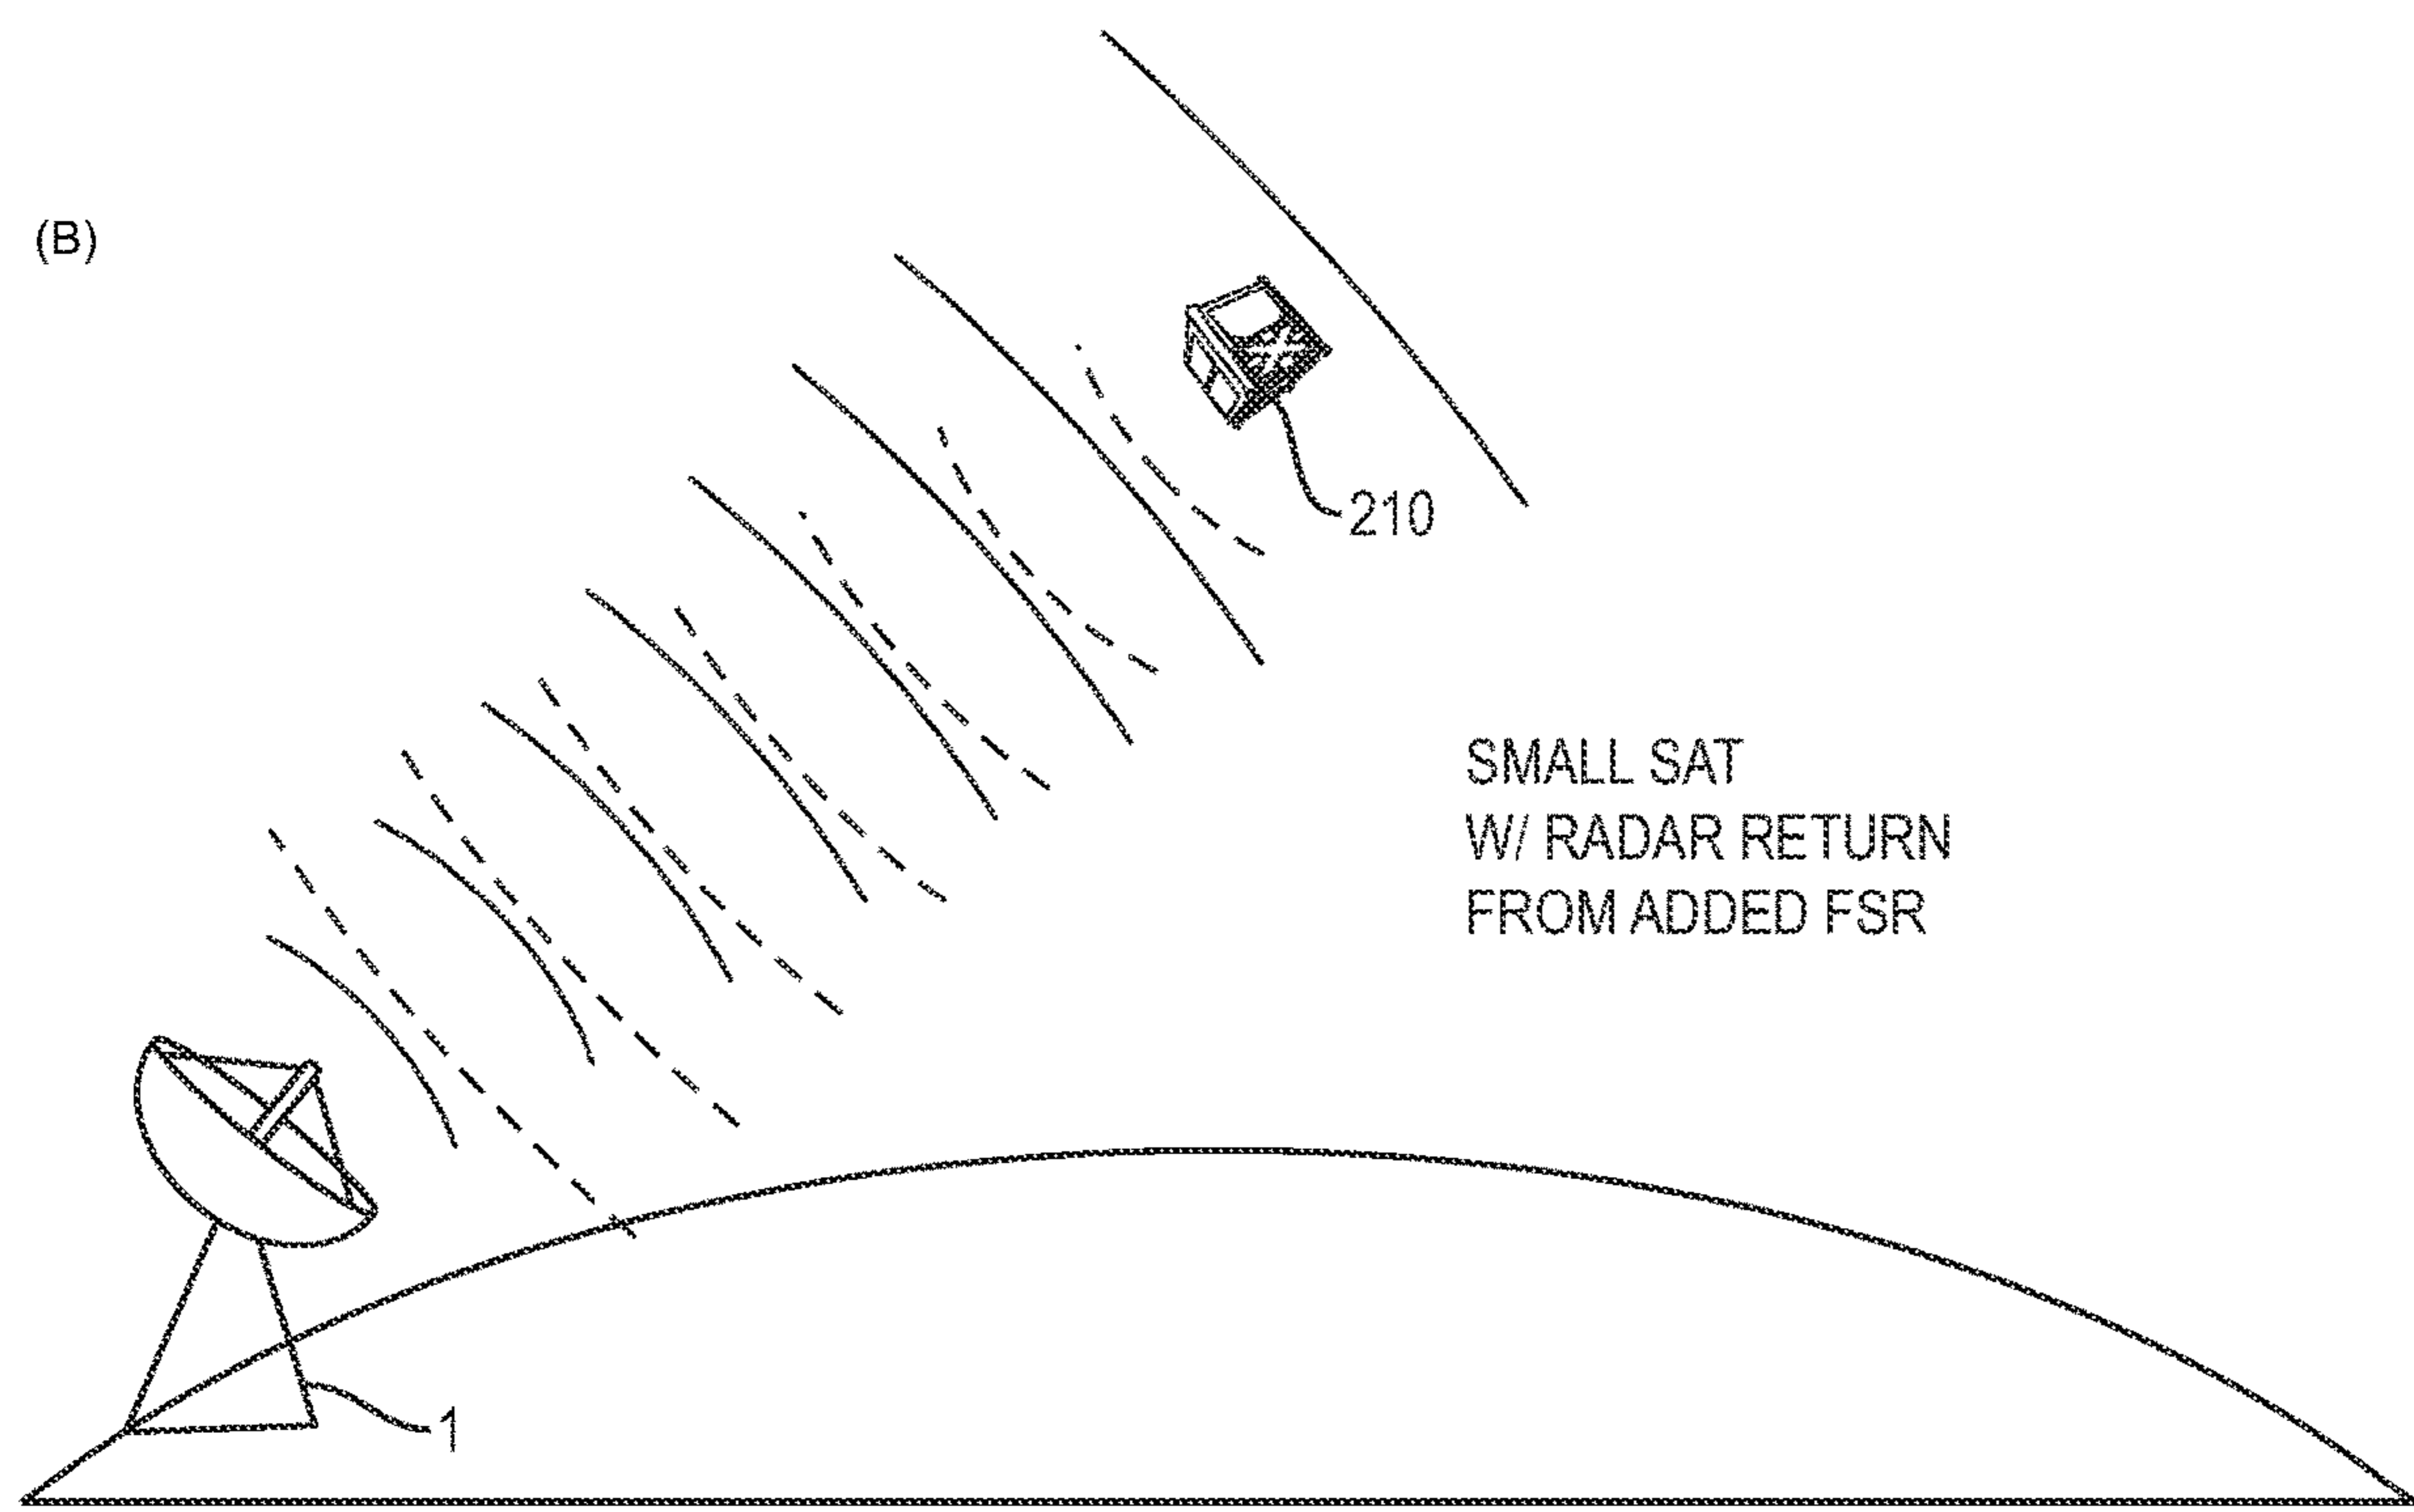 (B)
210
SMALL SAT
W/ RADAR RETURN
FROM ADDED FSR
1